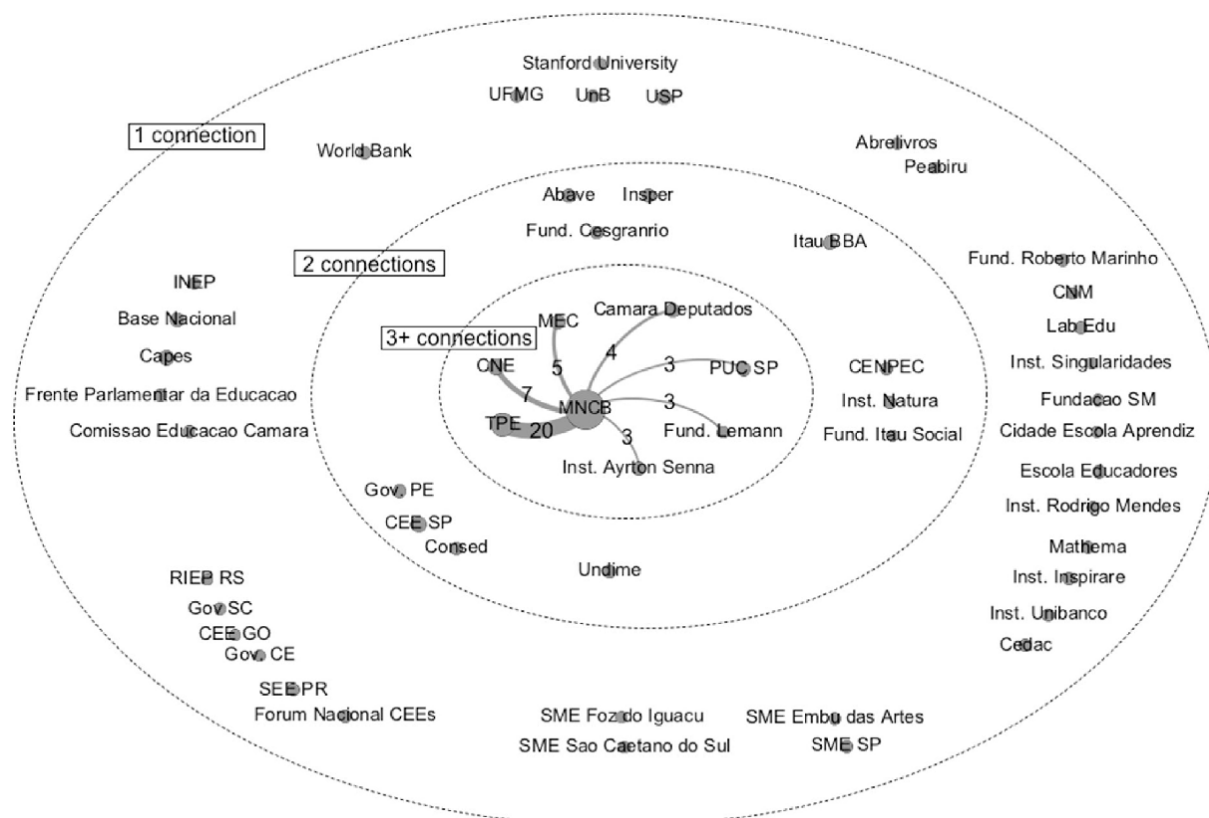 Stanford University
UFMG UnB USP
1 connection
World Bank
Abrelivros
Peabiru
Abave Insper
Fund. Cesgranrio
Itau BBA
2 connections
Fund. Roberto Marinho
INEP
CNM
Base Nacional
Lab Edu
Capes
Inst. Singularidades
Frente Parlamentar da Educacao
Fundacao SM
Comissao Educacao Camara
Cidade Escola Aprendiz
Escola Educadores
Inst. Rodrigo Mendes
Mathema
Inst. Inspirare
Inst. Unibanco
Cedac
3+ connections
MEC
Camara Deputados
CNE
5
4
3
PUC SP
7
MNCB
3
TPE
20
3
Fund. Lemann
Inst. Ayrton Senna
CENPEC
Inst. Natura
Fund. Itau Social
Gov. PE
CEE SP
Consed
Undime
RIEP RS
Gov SC
CEE GO
Gov. CE
SEE PR
Forum Nacional CEEs
SME Foz do Iguacu
SME Sao Caetano do Sul
SME Embu das Artes
SME SP